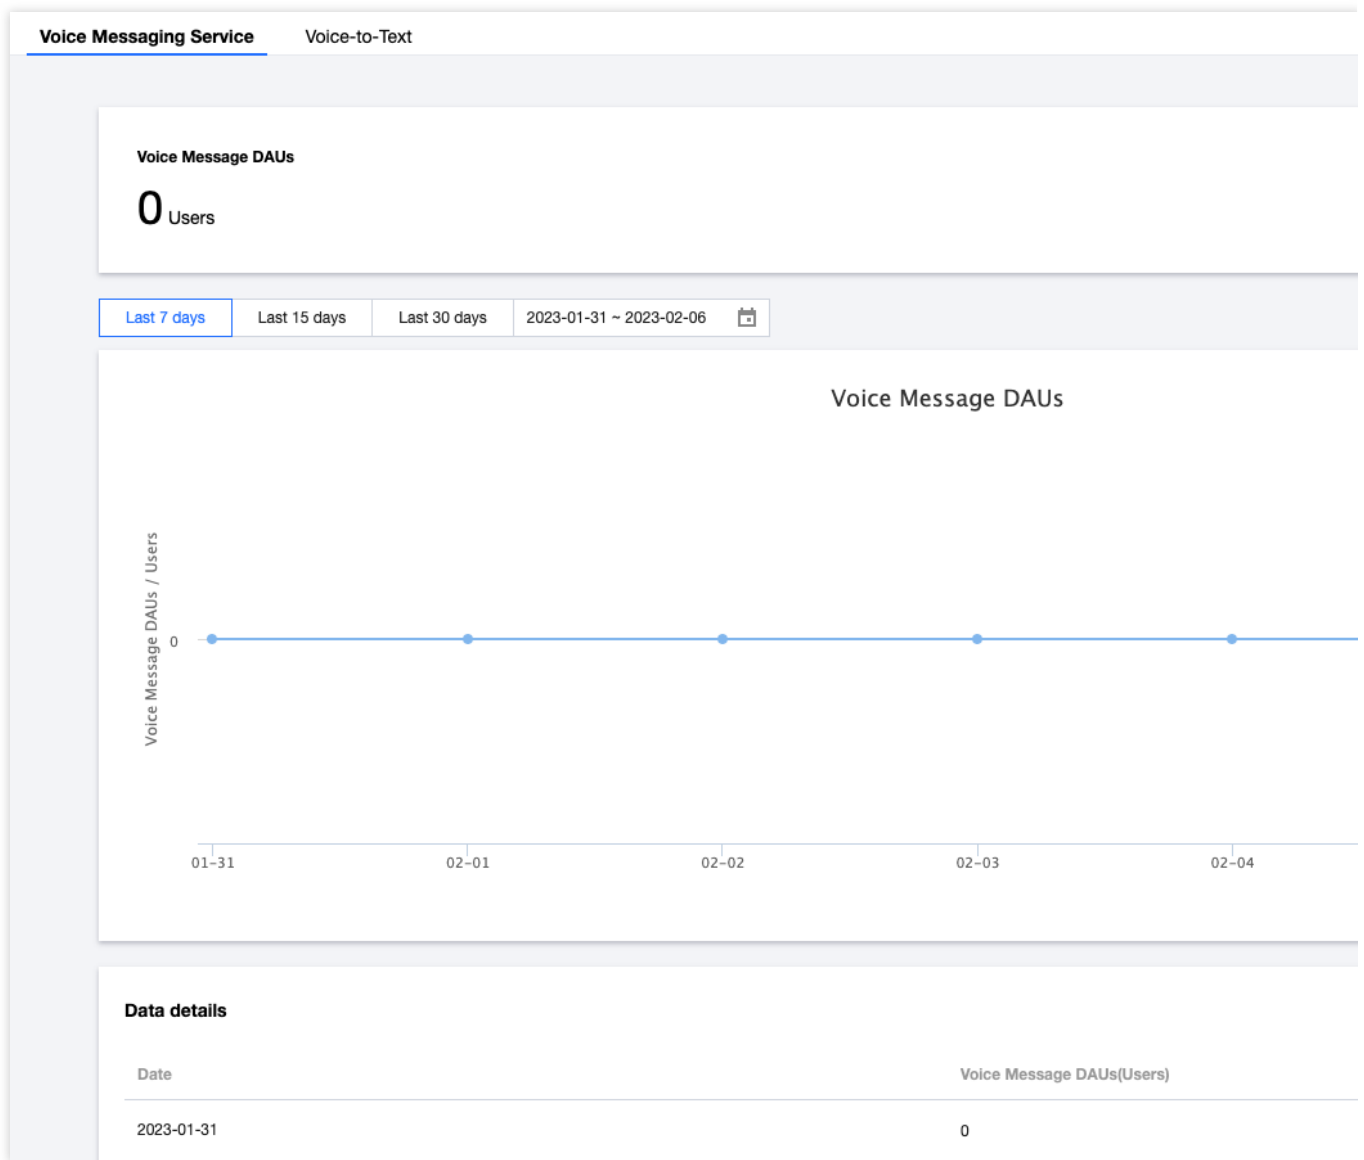 Voice Messaging Service Voice-to-Text
Voice Message DAUs
0 Users
Last 7 days Last 15 days Last 30 days 2023-01-31 ~ 2023-02-06
Voice Message DAUs
Voice Message DAUs / Users
0
01-31 02-01 02-02 02-03 02-04
Data details
Date Voice Message DAUs(Users)
2023-01-31 0